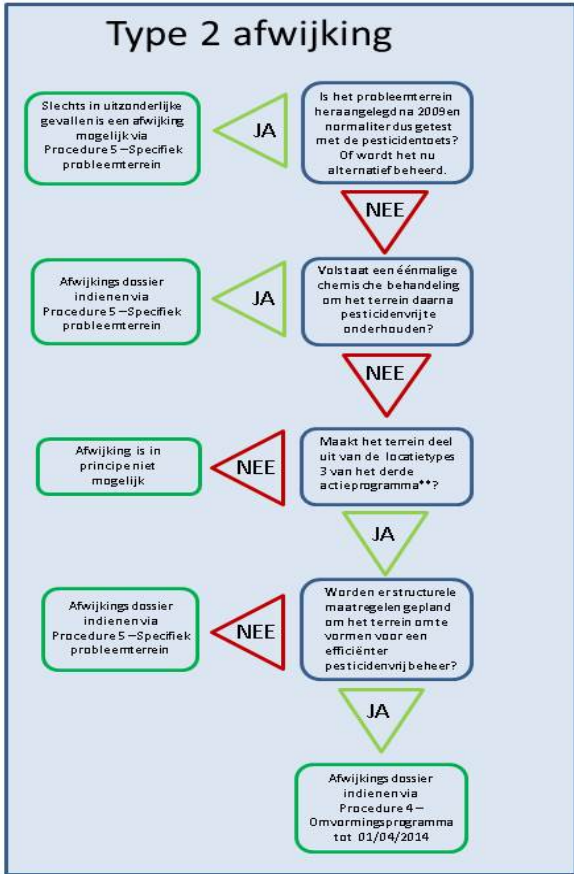 Type 2 afwijking
Is het probleemterrein
heraangelegd na 2009 en
normaliter dus getest
met de pesticidentoets?
Of wordt het nu
alternatief beheerd.
JA
Slechts in uitzonderlijke
gevallen is een afwijking
mogelijk via
Procedure 5 – Specifiek
probleemterrein
NEE
Volstaat een éénmalige
chemische behandeling
om het terrein daarna
pesticidenvrij te
onderhouden?
JA
Afwijkings dossier
indienen via
Procedure 5 – Specifiek
probleemterrein
NEE
Maakt het terrein deel
uit van de locatietypes
3 van het derde
actieprogramma**?
NEE
Afwijking is in
principe niet
mogelijk
JA
Worden er structurele
maatregelen gepland
om het terrein om te
vormen voor een
efficiënter
pesticidenvrij beheer?
NEE
Afwijkings dossier
indienen via
Procedure 5 – Specifiek
probleemterrein
JA
Afwijkings dossier
indienen via
Procedure 4 –
Omvormingsprogramma
tot 01/04/2014